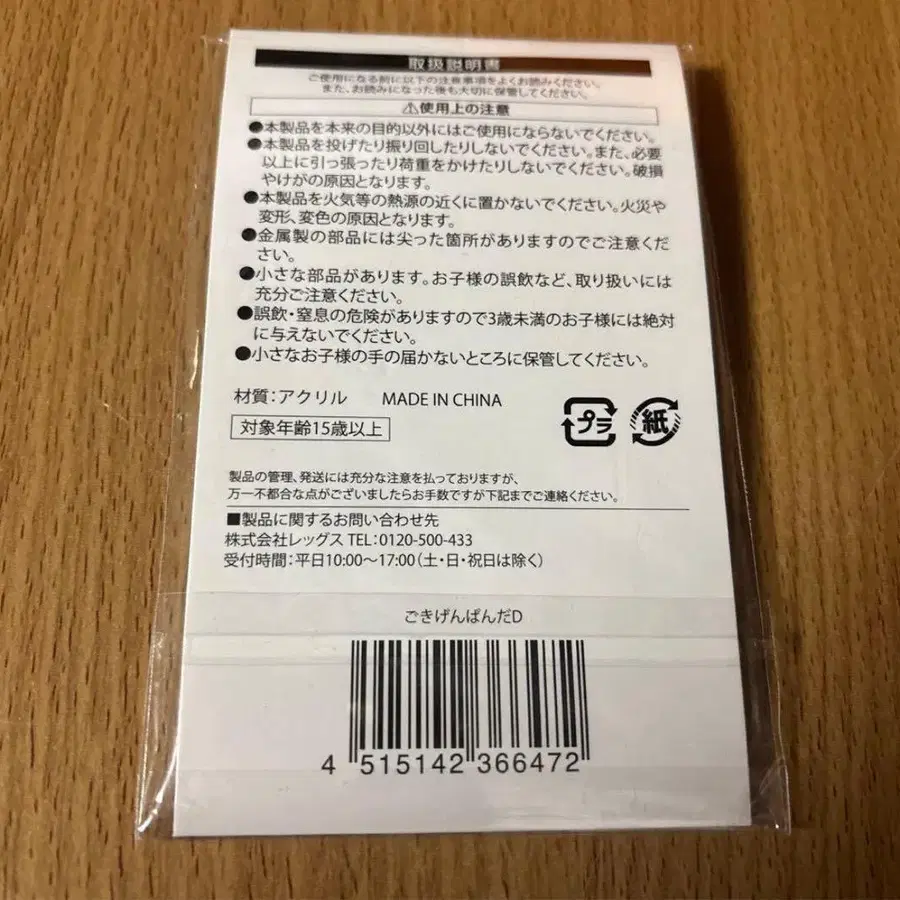 取扱説明書
ご使用になる前に以下の注意事項をよくお読みください。
また、お読みになった後も大切に保管してください。
⚠使用上の注意
●本製品を本来の目的以外にはご使用にならないでください。
●本製品を投げたり振り回したりしないでください。また、必要
以上に引っ張ったり荷重をかけたりしないでください。破損
やけがの原因となります。
●本製品を火気等の熱源の近くに置かないでください。火災や
変形、変色の原因となります。
●金属製の部品には尖った箇所がありますのでご注意くだ
さい。
●小さな部品があります。お子様の誤飲など、取り扱いには
充分ご注意ください。
●誤飲・窒息の危険がありますので3歳未満のお子様には絶対
に与えないでください。
●小さなお子様の手の届かないところに保管してください。
材質：アクリル MADE IN CHINA
対象年齢15歳以上
プラ 紙
製品の管理、発送には充分な注意を払っておりますが、
万一不都合な点がございましたらお手数ですが下記までご連絡ください。
■製品に関するお問い合わせ先
株式会社レッグス TEL：0120-500-433
受付時間：平日10:00～17:00（土・日・祝日は除く）
ごきげんぱんだD
4 515142 366472